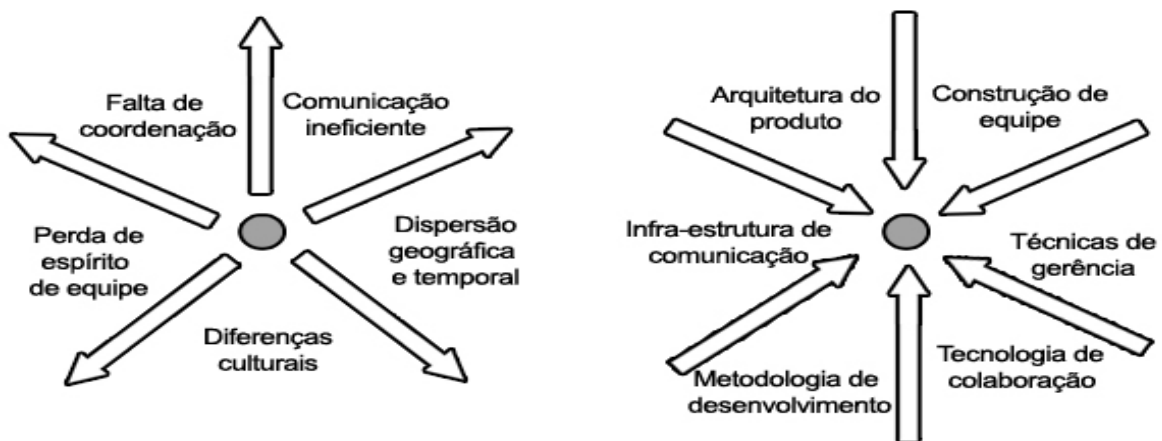 Falta de
coordenação
Comunicação
ineficiente
Perda de
espírito
de equipe
Dispersão
geográfica
e temporal
Diferenças
culturais
Arquitetura do
produto
Construção de
equipe
Infra-estrutura de
comunicação
Técnicas de
gerência
Metodologia de
desenvolvimento
Tecnologia de
colaboração